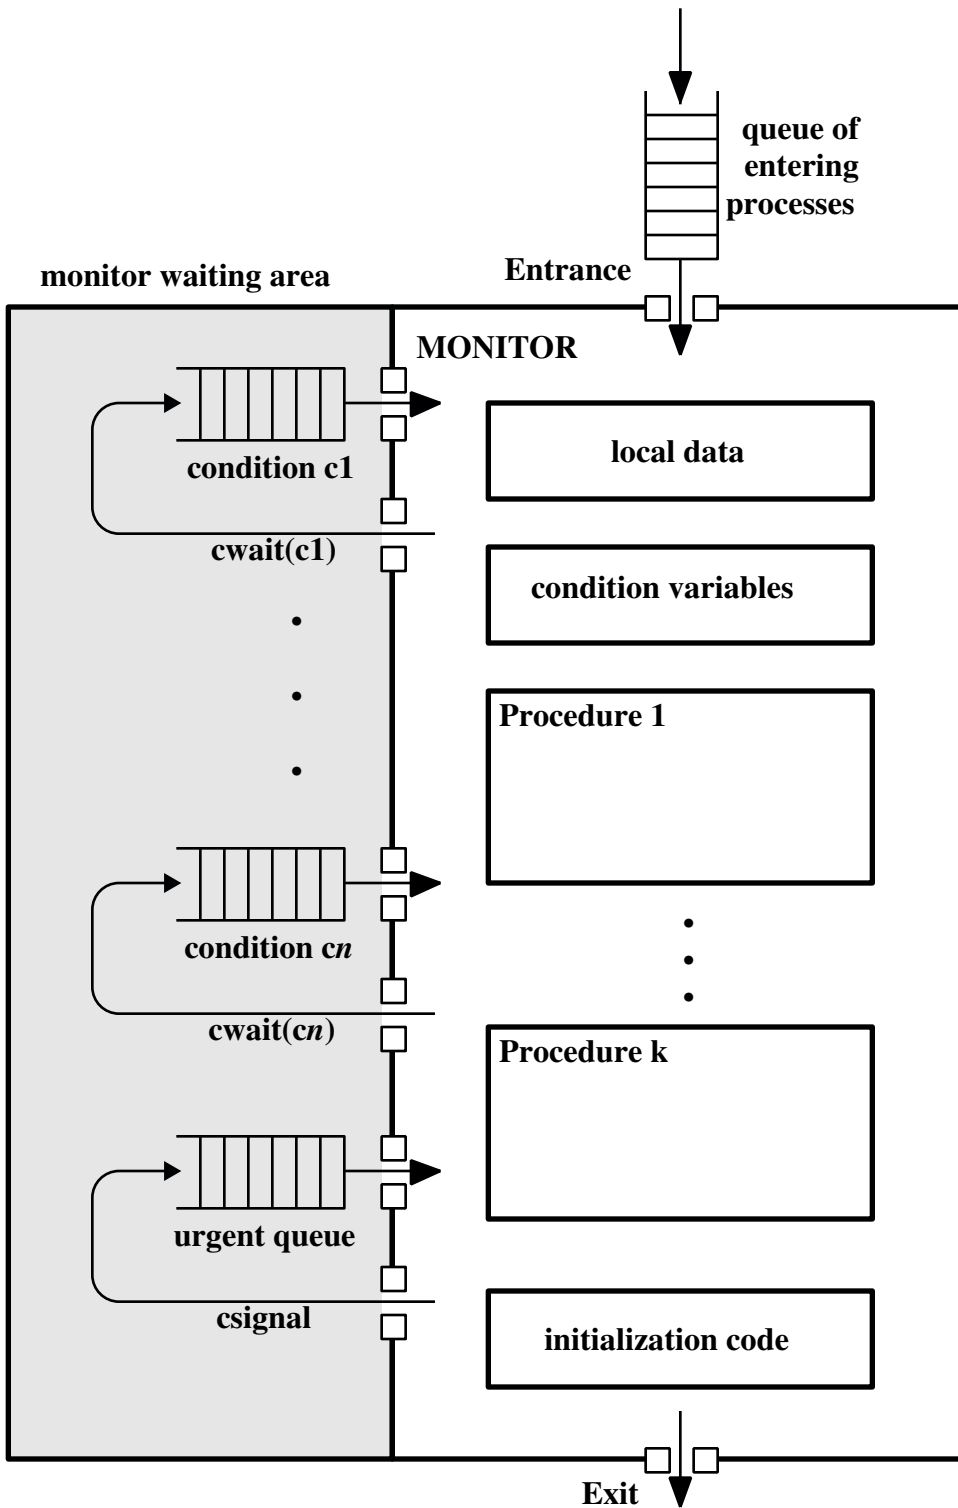 queue of
entering
processes
Entrance
monitor waiting area
MONITOR
condition c1
local data
cwait(c1)
condition variables
Procedure 1
condition cn
cwait(cn)
Procedure k
urgent queue
csignal
initialization code
Exit